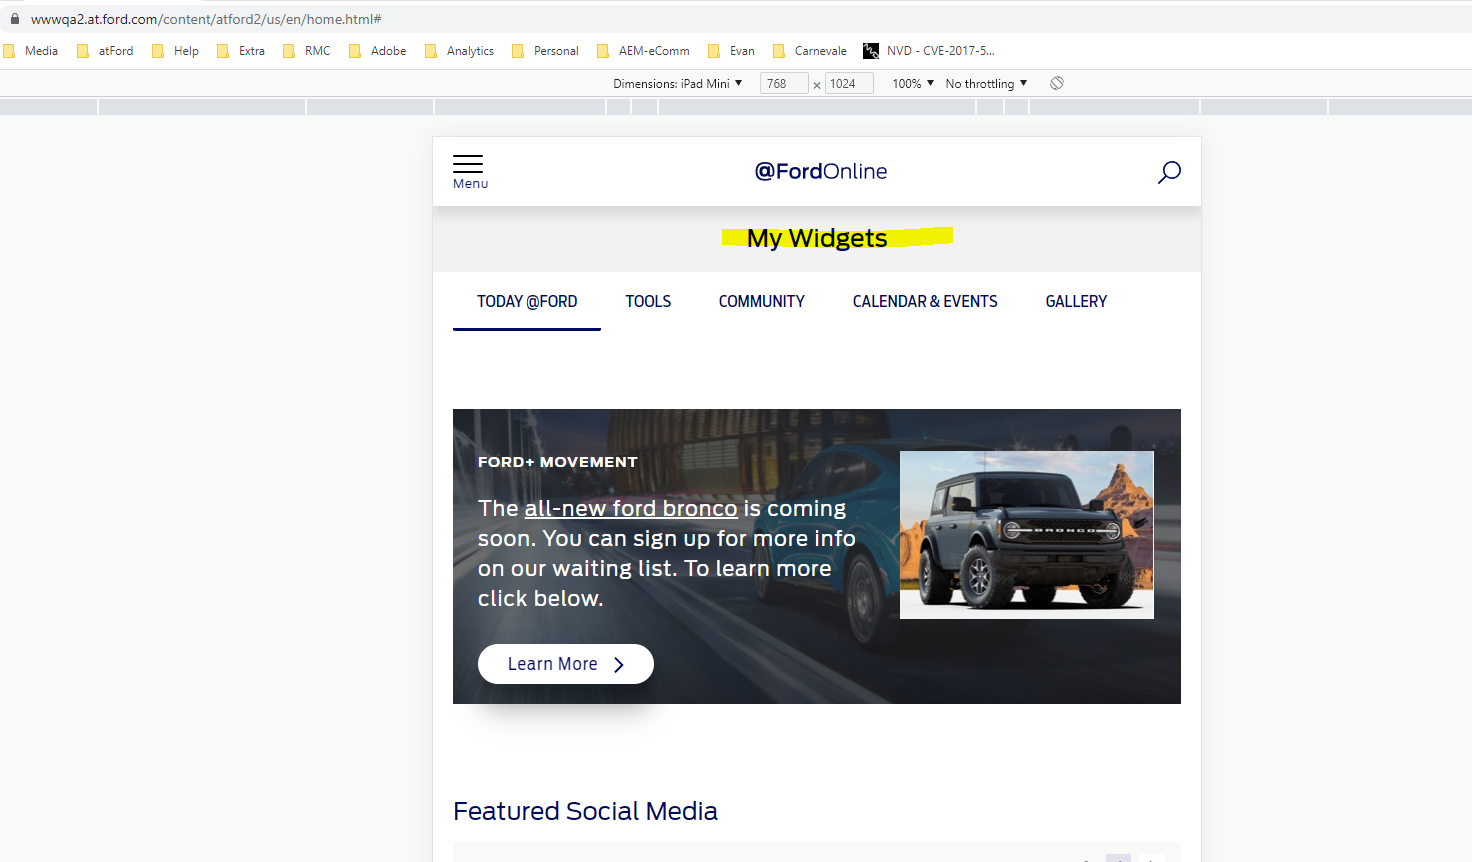 wwwqa2.at.ford.com/content/atford2/us/en/home.html#
Media atFord Help Extra RMC Adobe Analytics Personal AEM-eComm Evan Carnevale NVD - CVE-2017-5...
Dimensions: iPad Mini ▼ 768 x 1024 100% ▼ No throttling ▼
Menu
@FordOnline
My Widgets
TODAY @FORD TOOLS COMMUNITY CALENDAR & EVENTS GALLERY
FORD+ MOVEMENT
The all-new ford bronco is coming
soon. You can sign up for more info
on our waiting list. To learn more
click below.
BRONCO
Learn More
Featured Social Media